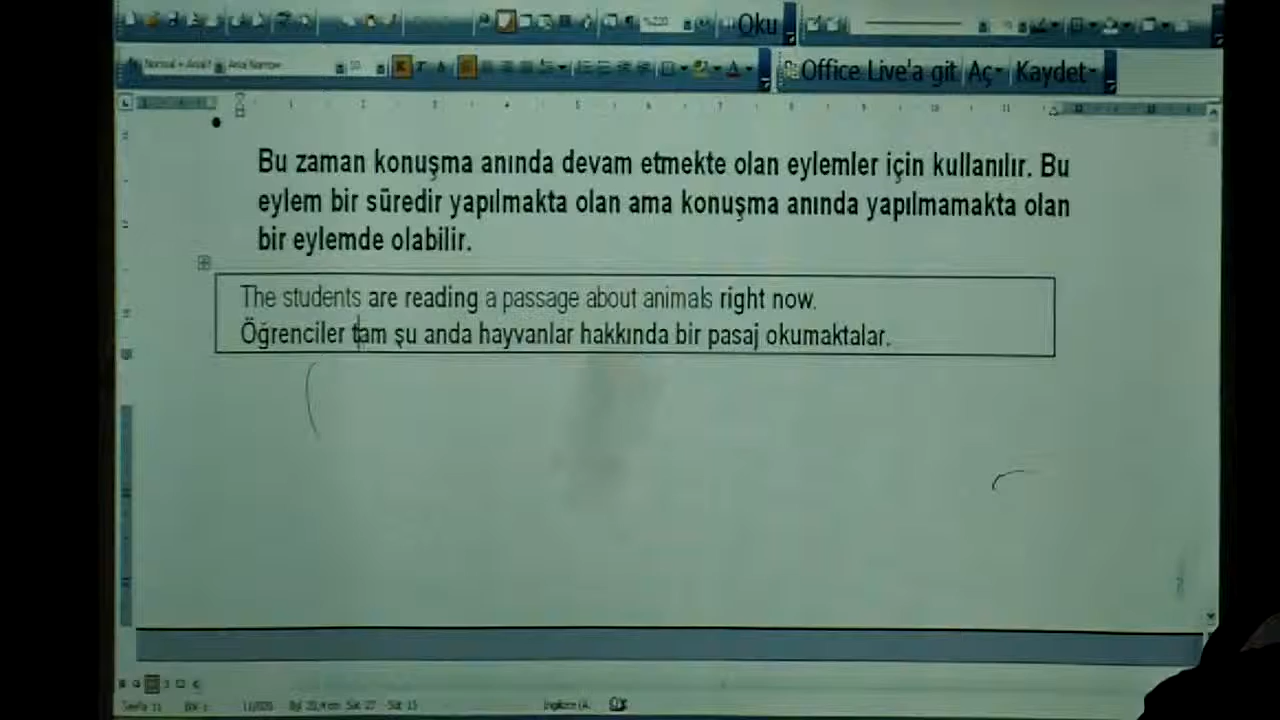 Oku
Office Live'a git Aç Kaydet
Bu zaman konuşma anında devam etmekte olan eylemler için kullanılır. Bu
eylem bir süredir yapılmakta olan ama konuşma anında yapılmamakta olan
bir eylemde olabilir.
The students are reading a passage about animals right now.
Öğrenciler tam şu anda hayvanlar hakkında bir pasaj okumaktalar.